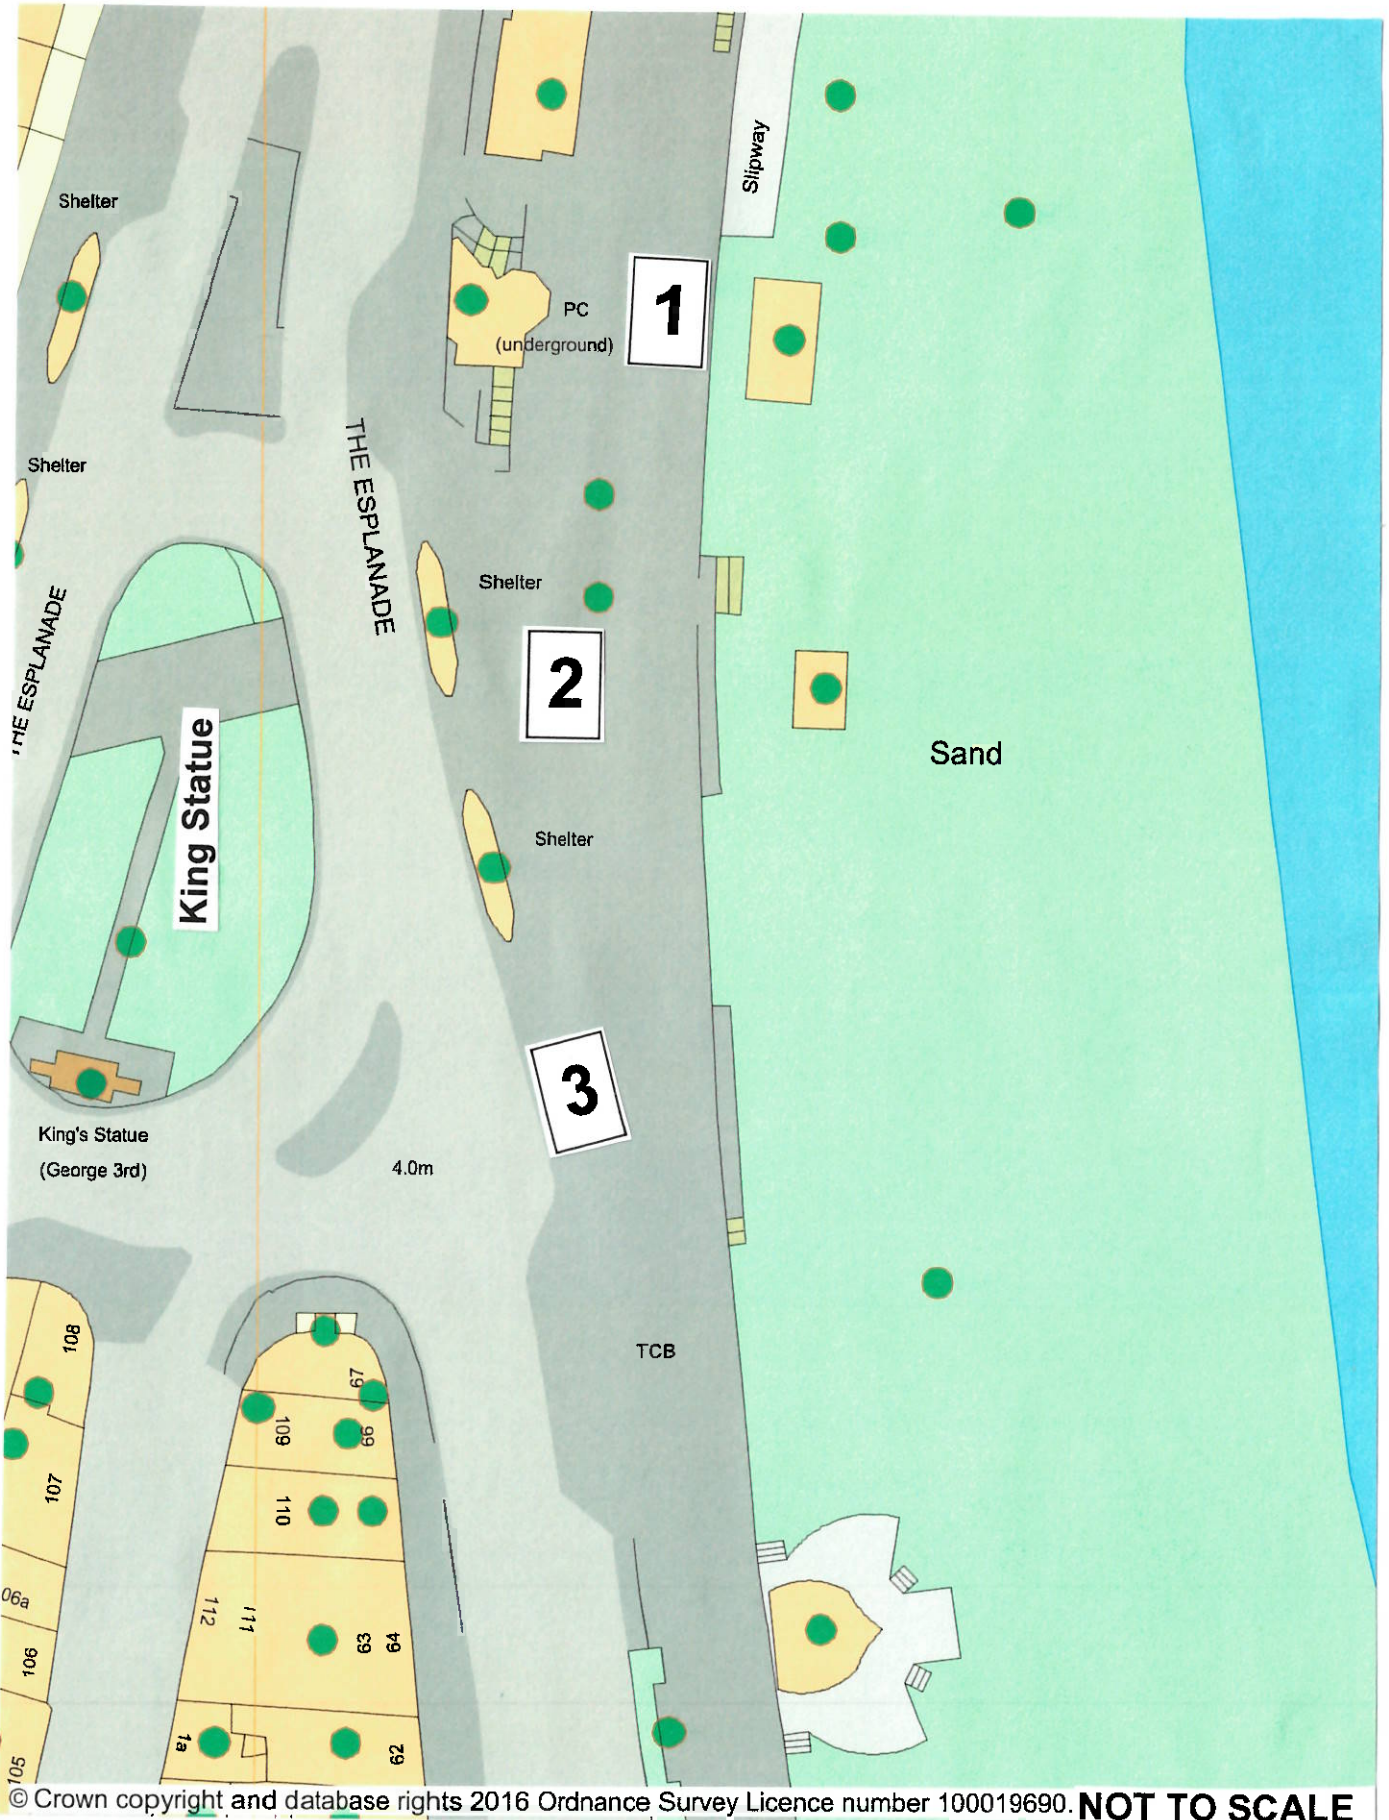 Slipway
Shelter
1
PC
(underground)
Shelter
THE ESPLANADE
Shelter
THE ESPLANADE
2
King Statue
Sand
Shelter
3
King's Statue
(George 3rd)
4.0m
108
TCB
67
109
66
107
110
06a
112
111
63
64
106
1a
62
105
© Crown copyright and database rights 2016 Ordnance Survey Licence number 100019690. NOT TO SCALE